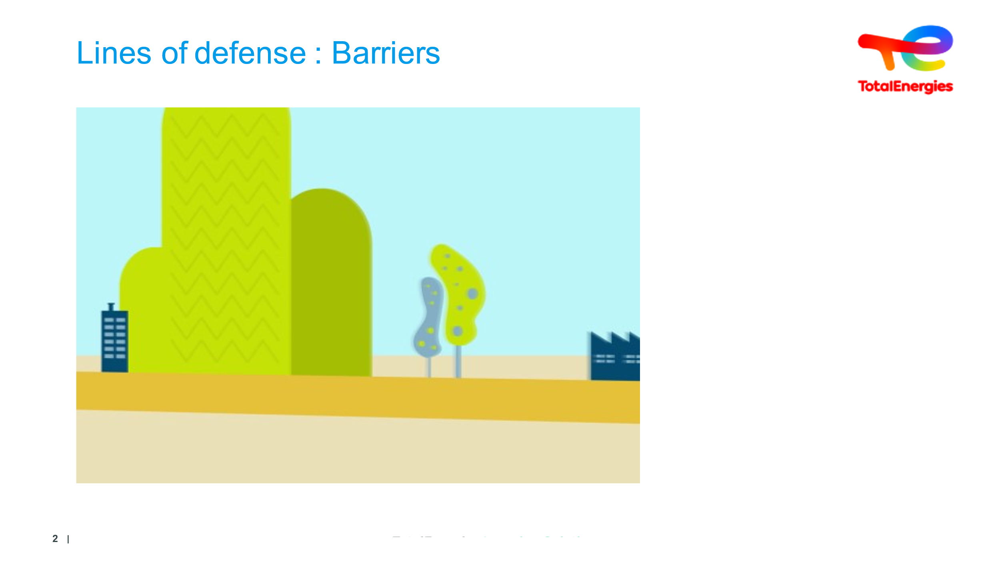 Lines of defense : Barriers
TotalEnergies
2 |